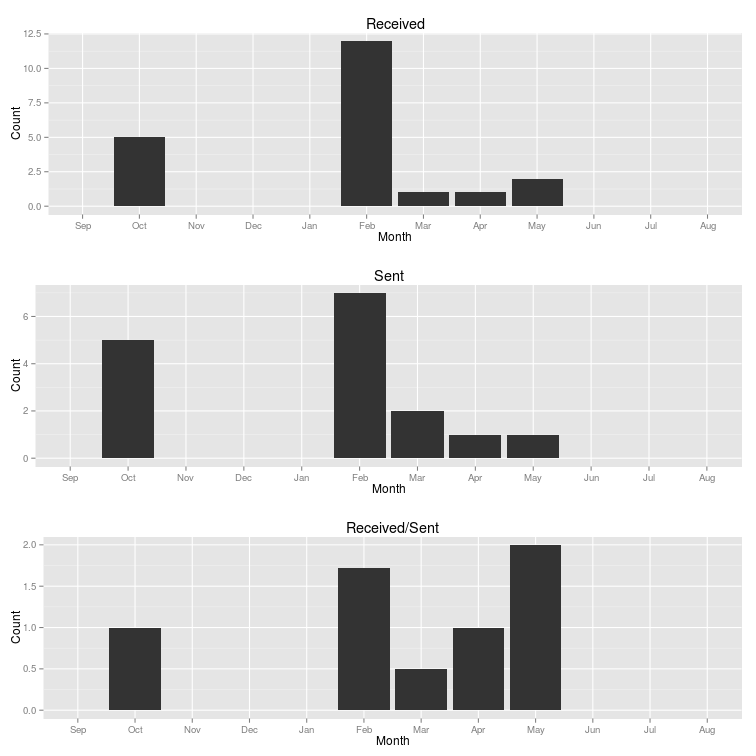 Received
12.5
10.0
7.5
5.0
2.5
0.0
Count
Sep Oct Nov Dec Jan Feb Mar Apr May Jun Jul Aug
Month
Sent
6
4
2
0
Count
Sep Oct Nov Dec Jan Feb Mar Apr May Jun Jul Aug
Month
Received/Sent
2.0
1.5
1.0
0.5
0.0
Count
Sep Oct Nov Dec Jan Feb Mar Apr May Jun Jul Aug
Month